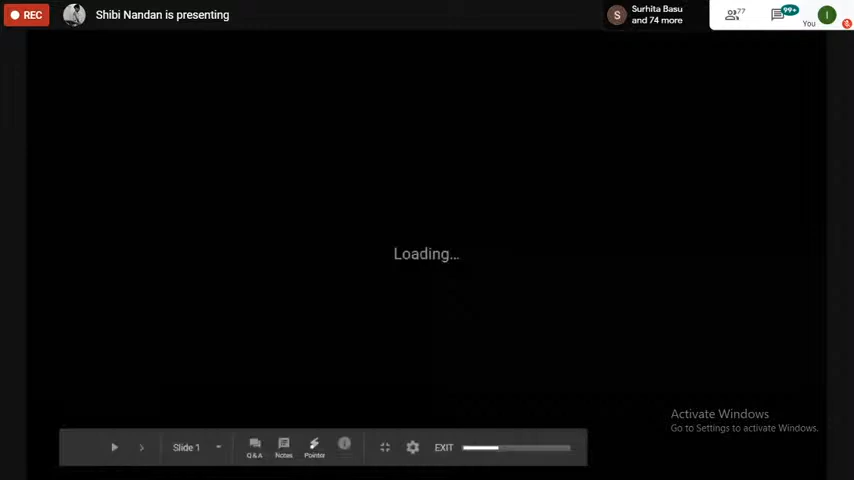 REC
Shibi Nandan is presenting
S
Surhita Basu
and 74 more
77
99+
You
I
Loading...
Activate Windows
Go to Settings to activate Windows.
Slide 1
Q&A
Notes
Pointer
EXIT